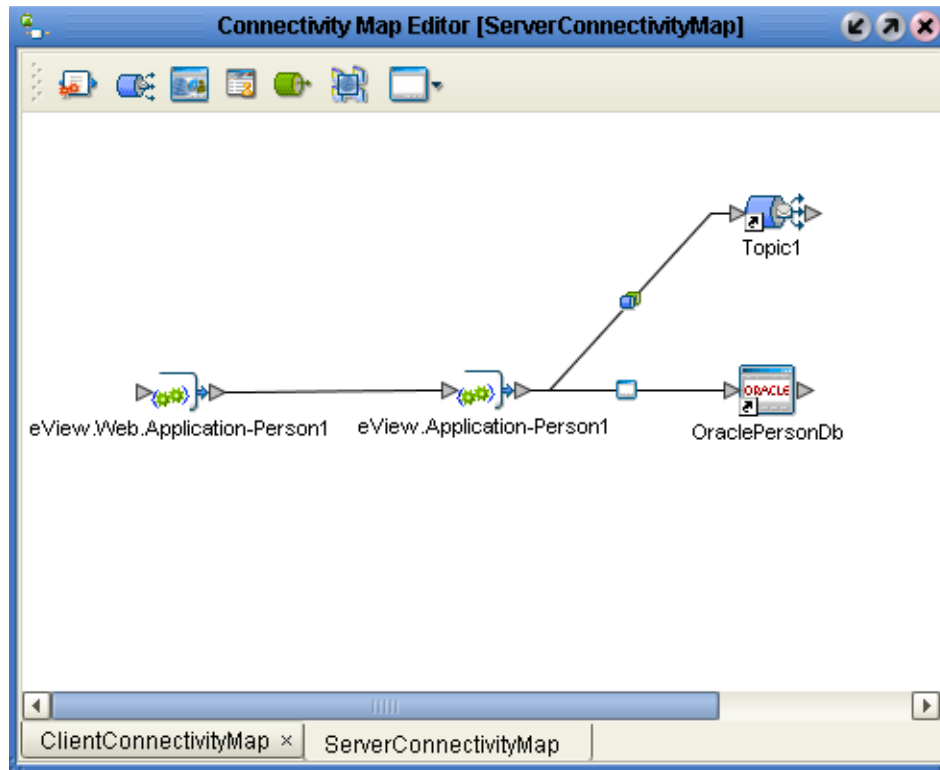 Connectivity Map Editor [ServerConnectivityMap]
Topic1
ORACLE
eView.Web.Application-Person1
eView.Application-Person1
OraclePersonDb
ClientConnectivityMap ×
ServerConnectivityMap